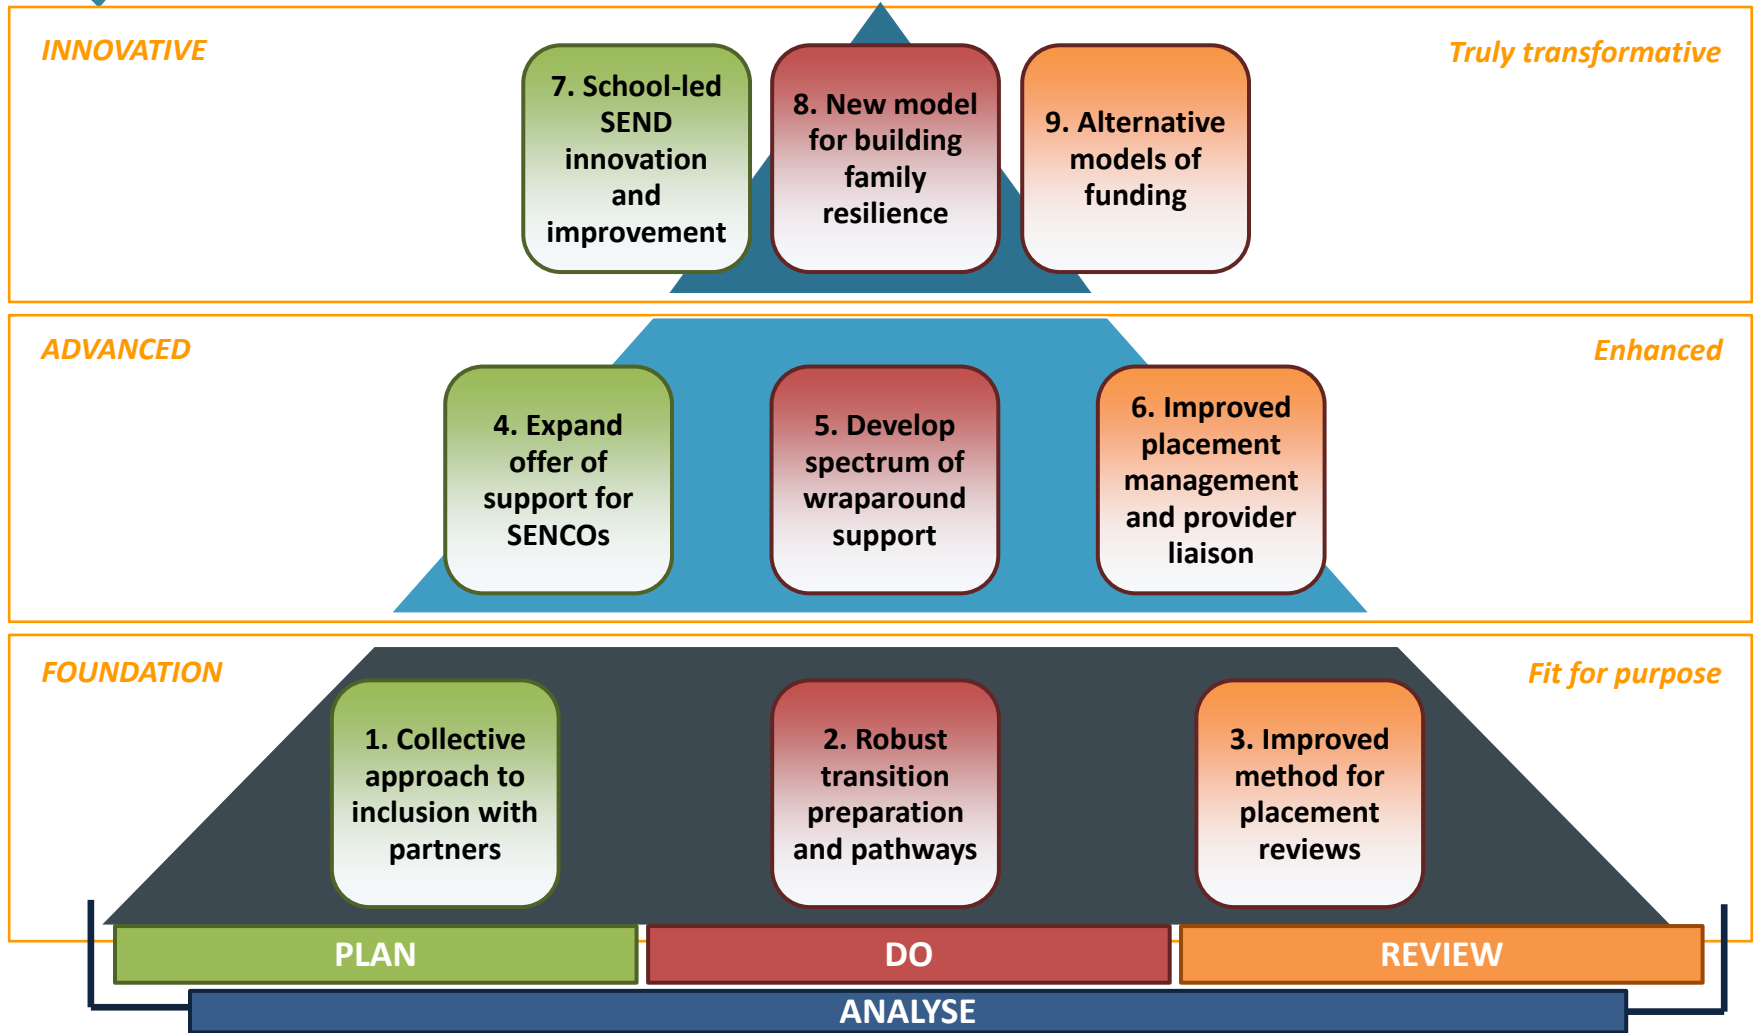 INNOVATIVE
Truly transformative
7. School-led
SEND
innovation
and
improvement
8. New model
for building
family
resilience
9. Alternative
models of
funding
ADVANCED
Enhanced
4. Expand
offer of
support for
SENCOs
5. Develop
spectrum of
wraparound
support
6. Improved
placement
management
and provider
liaison
FOUNDATION
Fit for purpose
1. Collective
approach to
inclusion with
partners
2. Robust
transition
preparation
and pathways
3. Improved
method for
placement
reviews
PLAN
DO
REVIEW
ANALYSE